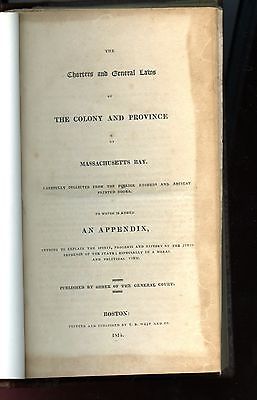 THE
Charters and General Laws
OF
THE COLONY AND PROVINCE
OF
MASSACHUSETTS BAY.
CAREFULLY COLLECTED FROM THE PUBLICK RECORDS AND ANCIENT
PRINTED BOOKS.
TO WHICH IS ADDED
AN APPENDIX,
TENDING TO EXPLAIN THE SPIRIT, PROGRESS AND HISTORY OF THE JURIS-
PRUDENCE OF THE STATE; ESPECIALLY IN A MORAL
AND POLITICAL VIEW.
PUBLISHED BY ORDER OF THE GENERAL COURT.
BOSTON:
PRINTED AND PUBLISHED BY T. B. WAIT AND CO.
1814.